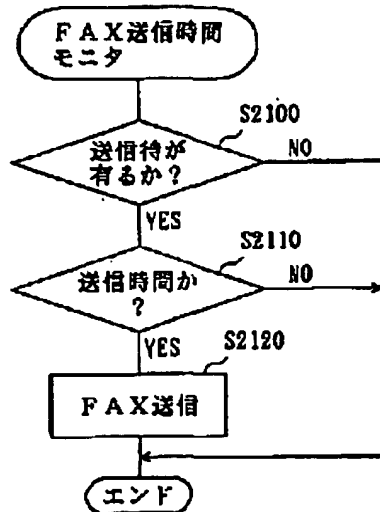 FAX送信時間
モニタ
S2100
送信待が
有るか?
NO
YES
S2110
送信時間か
?
NO
YES
S2120
FAX送信
エンド